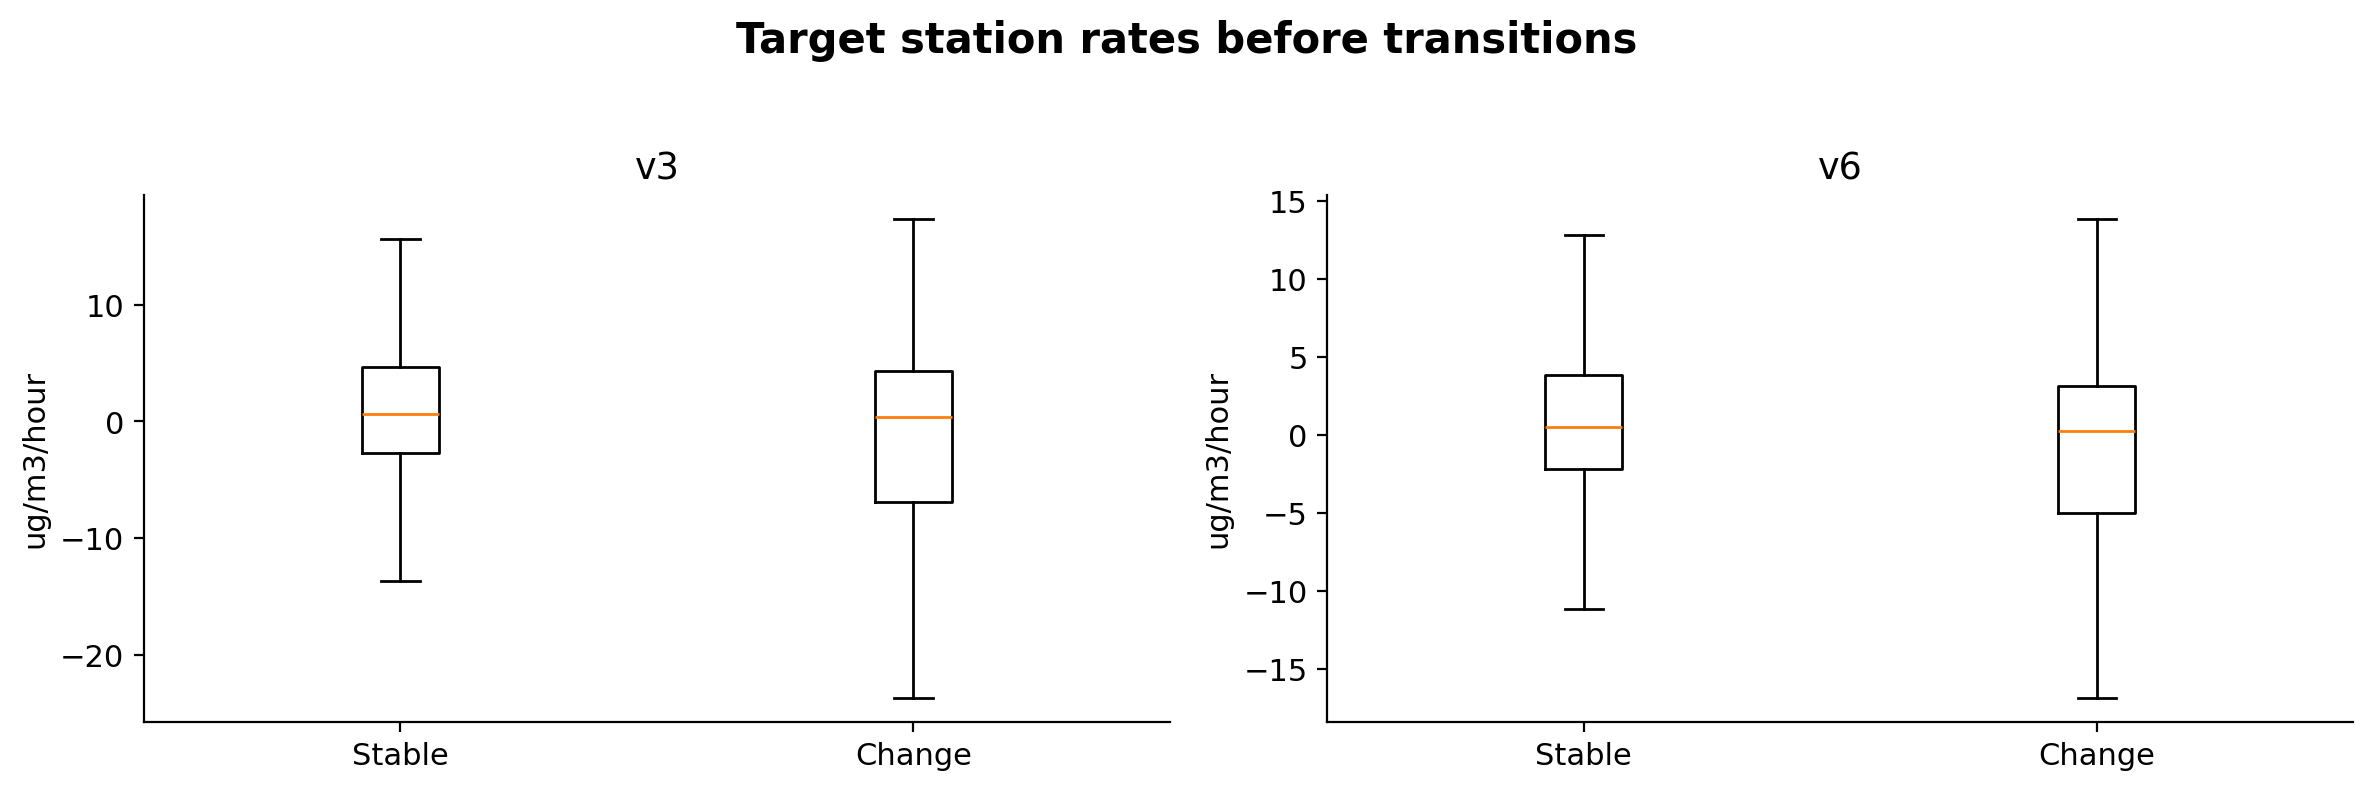 Target station rates before transitions
v3
10
0
−10
−20
ug/m3/hour
Stable
Change
v6
15
10
5
0
−5
−10
−15
ug/m3/hour
Stable
Change